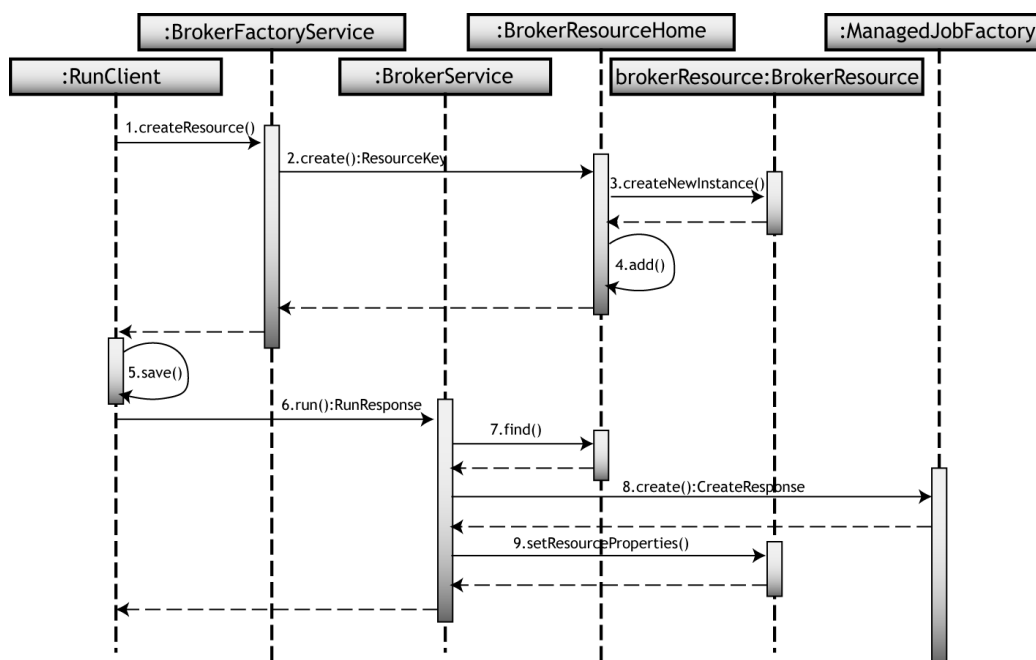 :BrokerFactoryService
:BrokerResourceHome
:ManagedJobFactory
:RunClient
:BrokerService
brokerResource:BrokerResource
1.createResource()
2.create():ResourceKey
3.createNewInstance()
4.add()
5.save()
6.run():RunResponse
7.find()
8.create():CreateResponse
9.setResourceProperties()